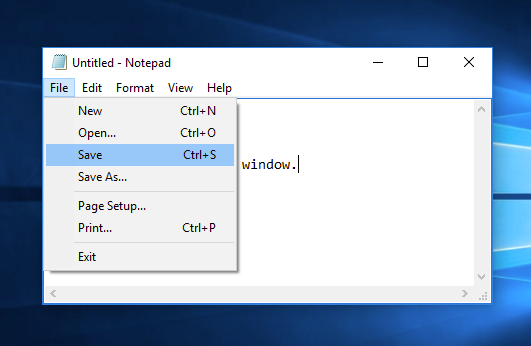 Untitled - Notepad
File Edit Format View Help
New Ctrl+N
Open... Ctrl+O
Save Ctrl+S
window.
Save As...
Page Setup...
Print... Ctrl+P
Exit